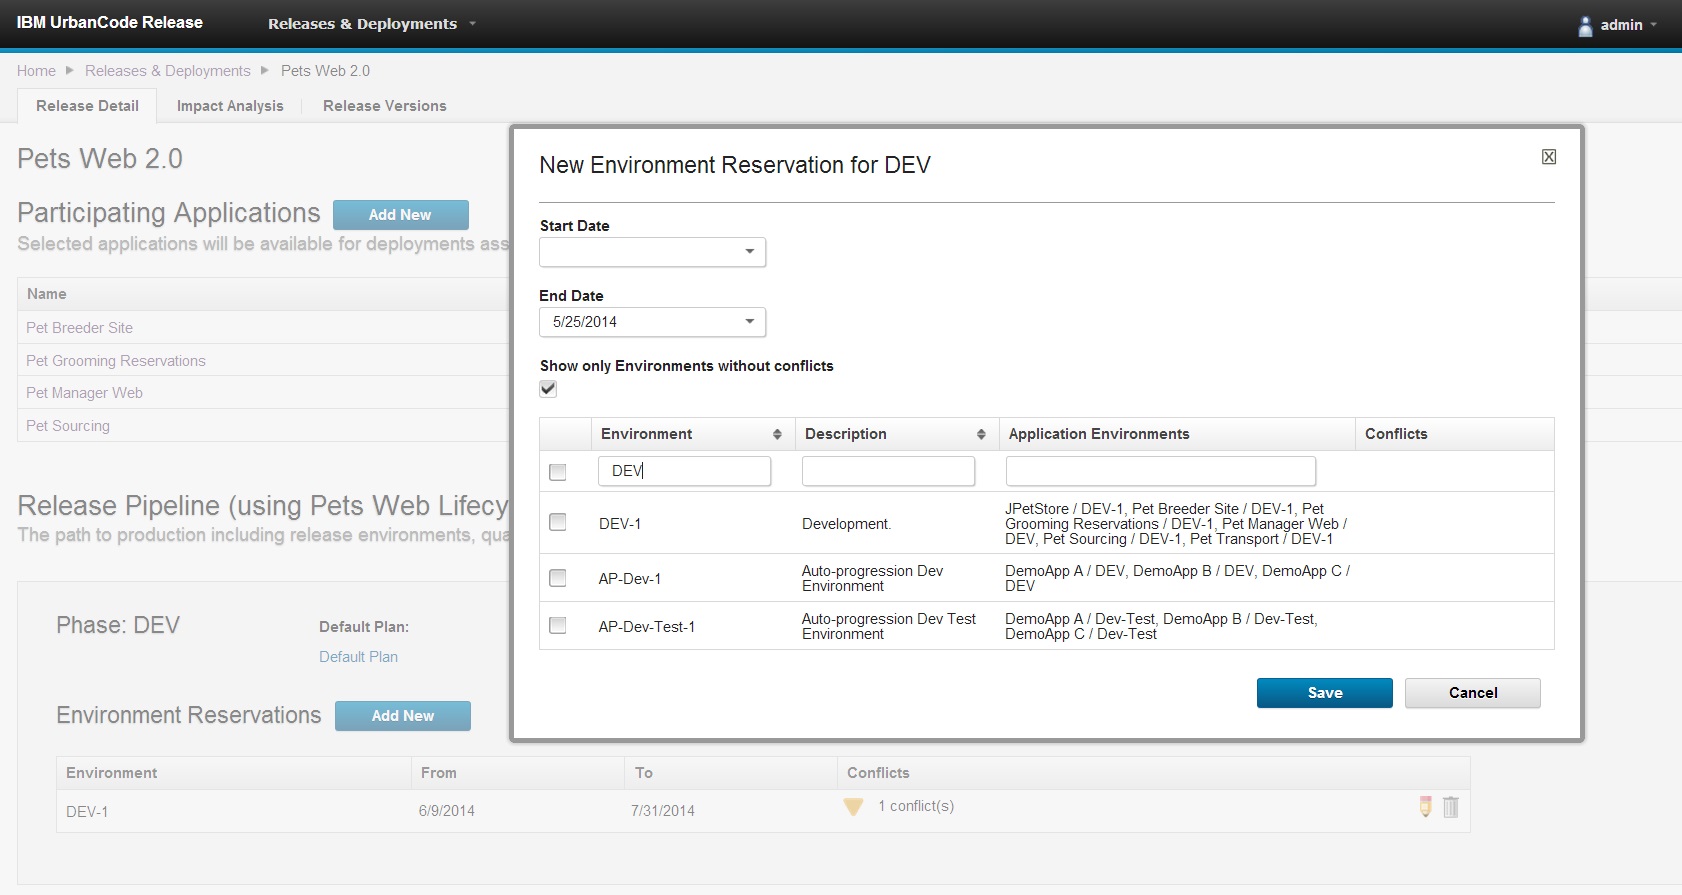 IBM UrbanCode Release
Releases & Deployments
admin
Home
Releases & Deployments
Pets Web 2.0
Release Detail
Impact Analysis
Release Versions
Pets Web 2.0
Participating Applications
Add New
Selected applications will be available for deployments ass
Name
Pet Breeder Site
Pet Grooming Reservations
Pet Manager Web
Pet Sourcing
Release Pipeline (using Pets Web Lifecy
The path to production including release environments, qua
Phase: DEV
Default Plan:
Default Plan
Environment Reservations
Add New
Environment
From
To
Conflicts
DEV-1
6/9/2014
7/31/2014
1 conflict(s)
New Environment Reservation for DEV
Start Date
End Date
5/25/2014
Show only Environments without conflicts
Environment
Description
Application Environments
Conflicts
DEV
DEV-1
Development.
JPetStore / DEV-1, Pet Breeder Site / DEV-1, Pet
Grooming Reservations / DEV-1, Pet Manager Web /
DEV, Pet Sourcing / DEV-1, Pet Transport / DEV-1
AP-Dev-1
Auto-progression Dev
Environment
DemoApp A / DEV, DemoApp B / DEV, DemoApp C /
DEV
AP-Dev-Test-1
Auto-progression Dev Test
Environment
DemoApp A / Dev-Test, DemoApp B / Dev-Test,
DemoApp C / Dev-Test
Save
Cancel